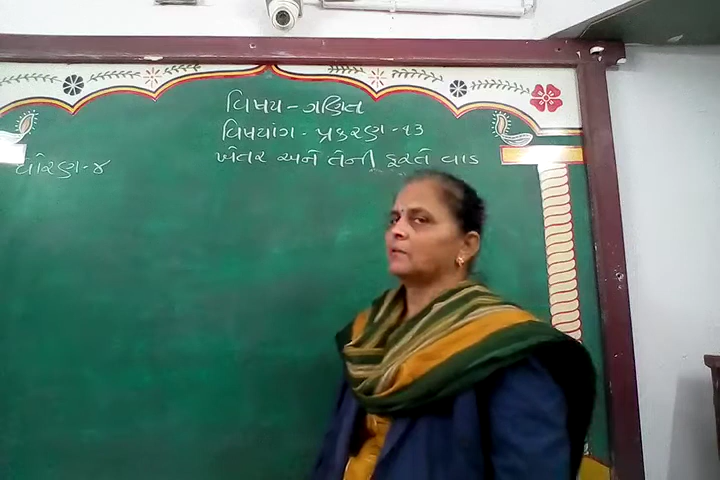 વિષય - ગણિત
વિષયાંગ - પ્રકરણ - ૧૩
ધોરણ - ૪
ખેતર અને તેની ફરતે વાડ